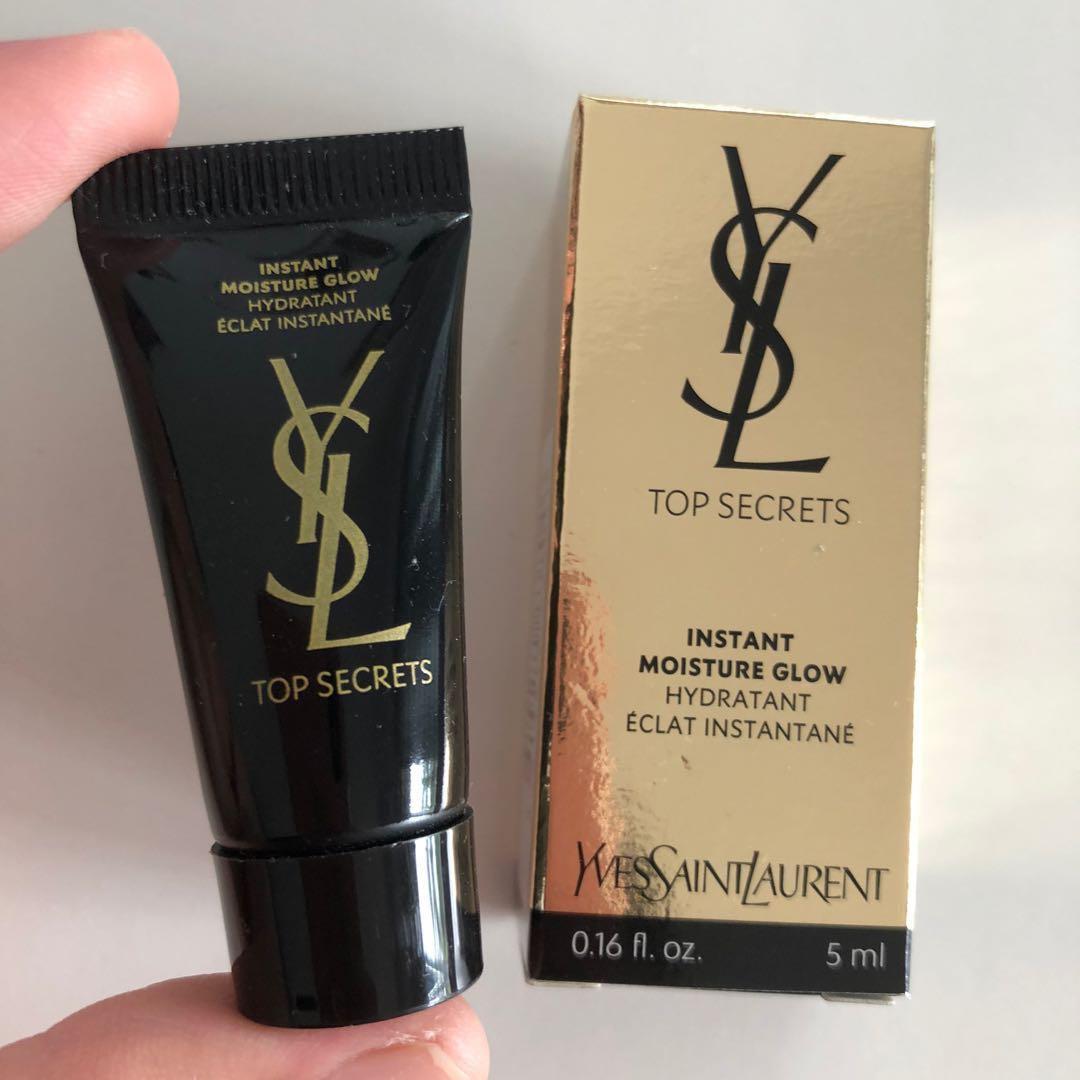 INSTANT
MOISTURE GLOW
HYDRATANT
ÉCLAT INSTANTANÉ
YSL
TOP SECRETS
YSL
TOP SECRETS
INSTANT
MOISTURE GLOW
HYDRATANT
ÉCLAT INSTANTANÉ
YVESSAINTLAURENT
0.16 fl. oz. 5 ml